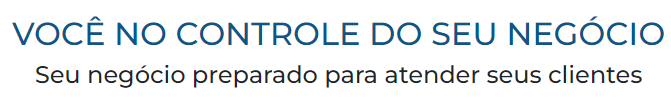 VOCÊ NO CONTROLE DO SEU NEGÓCIO
Seu negócio preparado para atender seus clientes